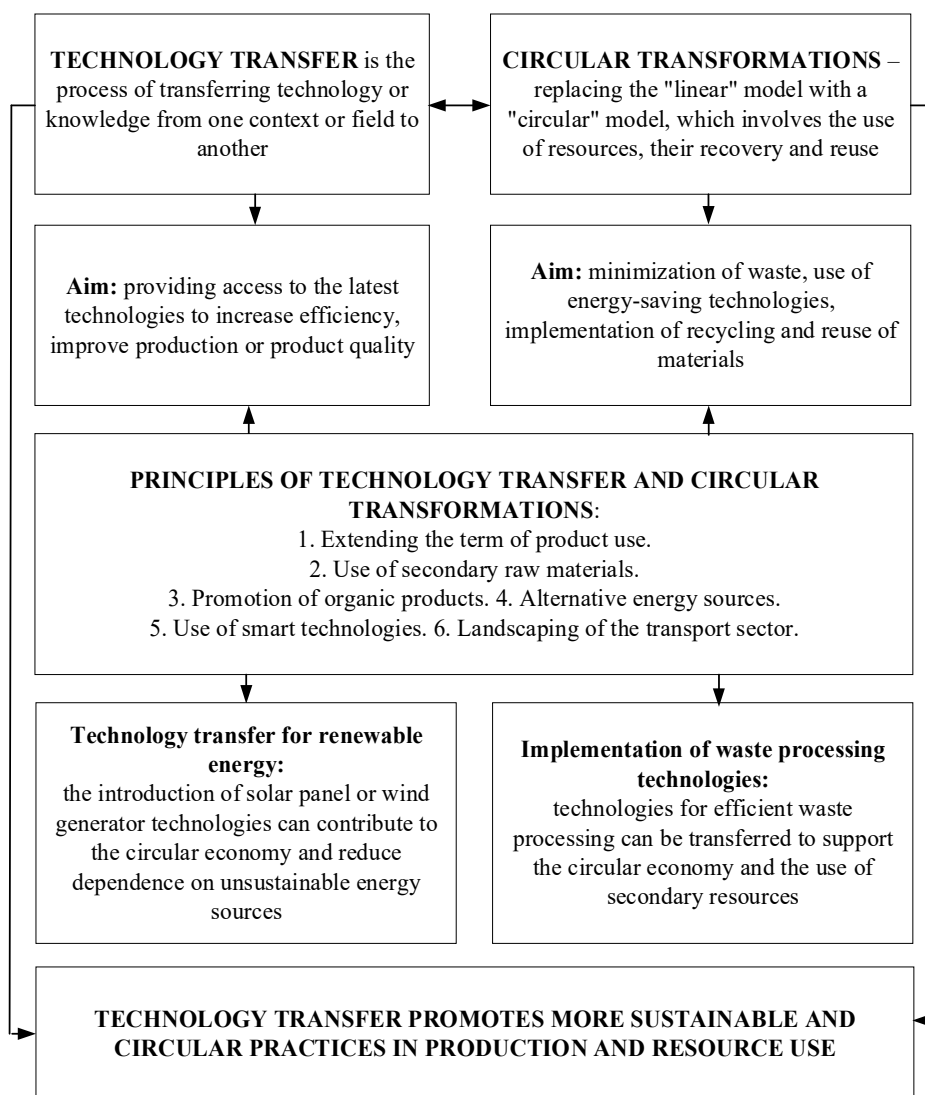 TECHNOLOGY TRANSFER is the
process of transferring technology or
knowledge from one context or field to
another
CIRCULAR TRANSFORMATIONS –
replacing the "linear" model with a
"circular" model, which involves the use
of resources, their recovery and reuse
Aim: providing access to the latest
technologies to increase efficiency,
improve production or product quality
Aim: minimization of waste, use of
energy-saving technologies,
implementation of recycling and reuse of
materials
PRINCIPLES OF TECHNOLOGY TRANSFER AND CIRCULAR
TRANSFORMATIONS:
1. Extending the term of product use.
2. Use of secondary raw materials.
3. Promotion of organic products. 4. Alternative energy sources.
5. Use of smart technologies. 6. Landscaping of the transport sector.
Technology transfer for renewable
energy:
the introduction of solar panel or wind
generator technologies can contribute to
the circular economy and reduce
dependence on unsustainable energy
sources
Implementation of waste processing
technologies:
technologies for efficient waste
processing can be transferred to support
the circular economy and the use of
secondary resources
TECHNOLOGY TRANSFER PROMOTES MORE SUSTAINABLE AND
CIRCULAR PRACTICES IN PRODUCTION AND RESOURCE USE